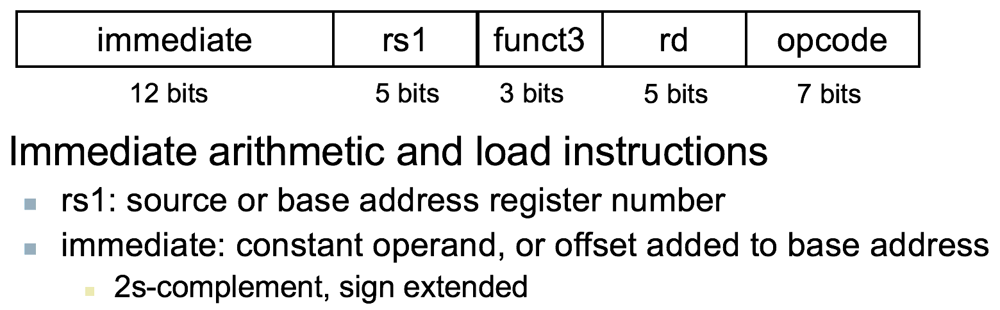 immediate rs1 funct3 rd opcode
12 bits 5 bits 3 bits 5 bits 7 bits
Immediate arithmetic and load instructions
rs1: source or base address register number
immediate: constant operand, or offset added to base address
2s-complement, sign extended